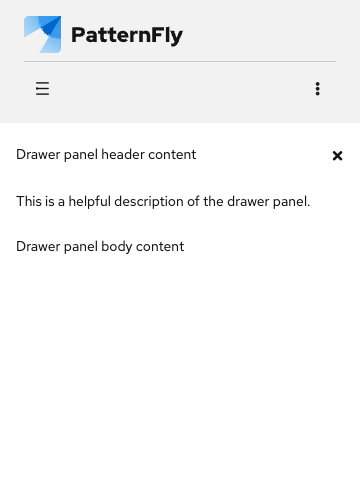 PatternFly
Drawer panel header content
This is a helpful description of the drawer panel.
Drawer panel body content